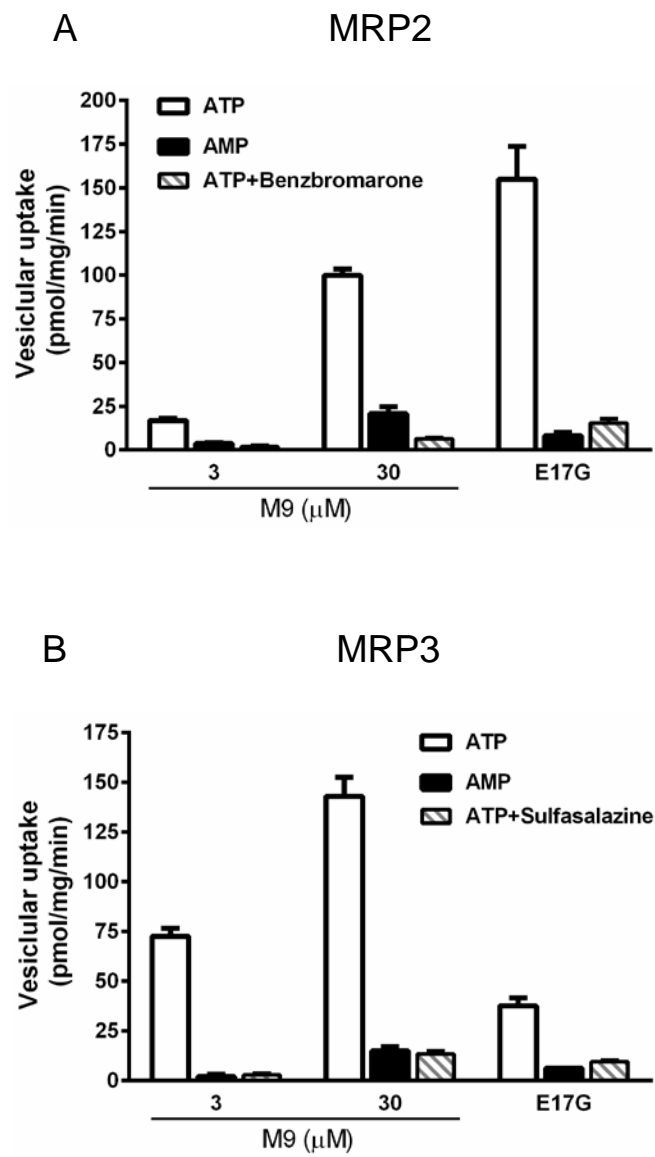 A MRP2
200
175
150
125
100
75
50
25
0
Vesiclular uptake
(pmol/mg/min)
ATP
AMP
ATP+Benzbromarone
3 30 E17G
M9 (μM)
B MRP3
175
150
125
100
75
50
25
0
Vesiclular uptake
(pmol/mg/min)
ATP
AMP
ATP+Sulfasalazine
3 30 E17G
M9 (μM)